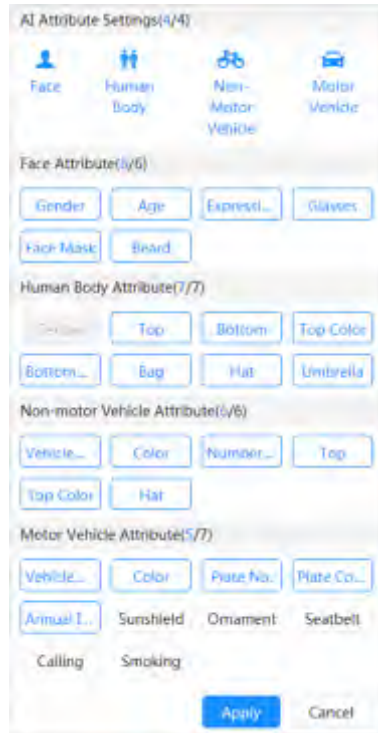 AI Attribute Settings(4/4)
Face Human Body Non-Motor Vehicle Motor Vehicle
Face Attribute(6/6)
Gender Age Expressi... Glasses
Face Mask Beard
Human Body Attribute(7/7)
Top Bottom Top Color
Bottom... Bag Hat Umbrella
Non-motor Vehicle Attribute(6/6)
Vehicle... Color Number... Top
Top Color Hat
Motor Vehicle Attribute(5/7)
Vehicle... Color Plate No. Plate Co...
Annual I... Sunshield Ornament Seatbelt
Calling Smoking
Apply Cancel